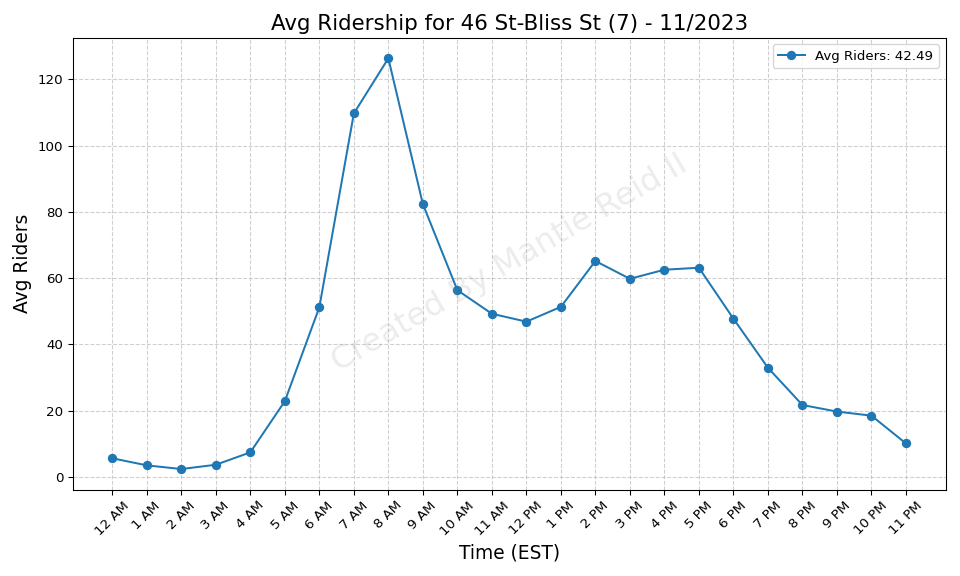 Avg Ridership for 46 St-Bliss St (7) - 11/2023
Avg Riders: 42.49
Avg Riders
120
100
80
60
40
20
0
Created By Mantle Reid II
12 AM
1 AM
2 AM
3 AM
4 AM
5 AM
6 AM
7 AM
8 AM
9 AM
10 AM
11 AM
12 PM
1 PM
2 PM
3 PM
4 PM
5 PM
6 PM
7 PM
8 PM
9 PM
10 PM
11 PM
Time (EST)